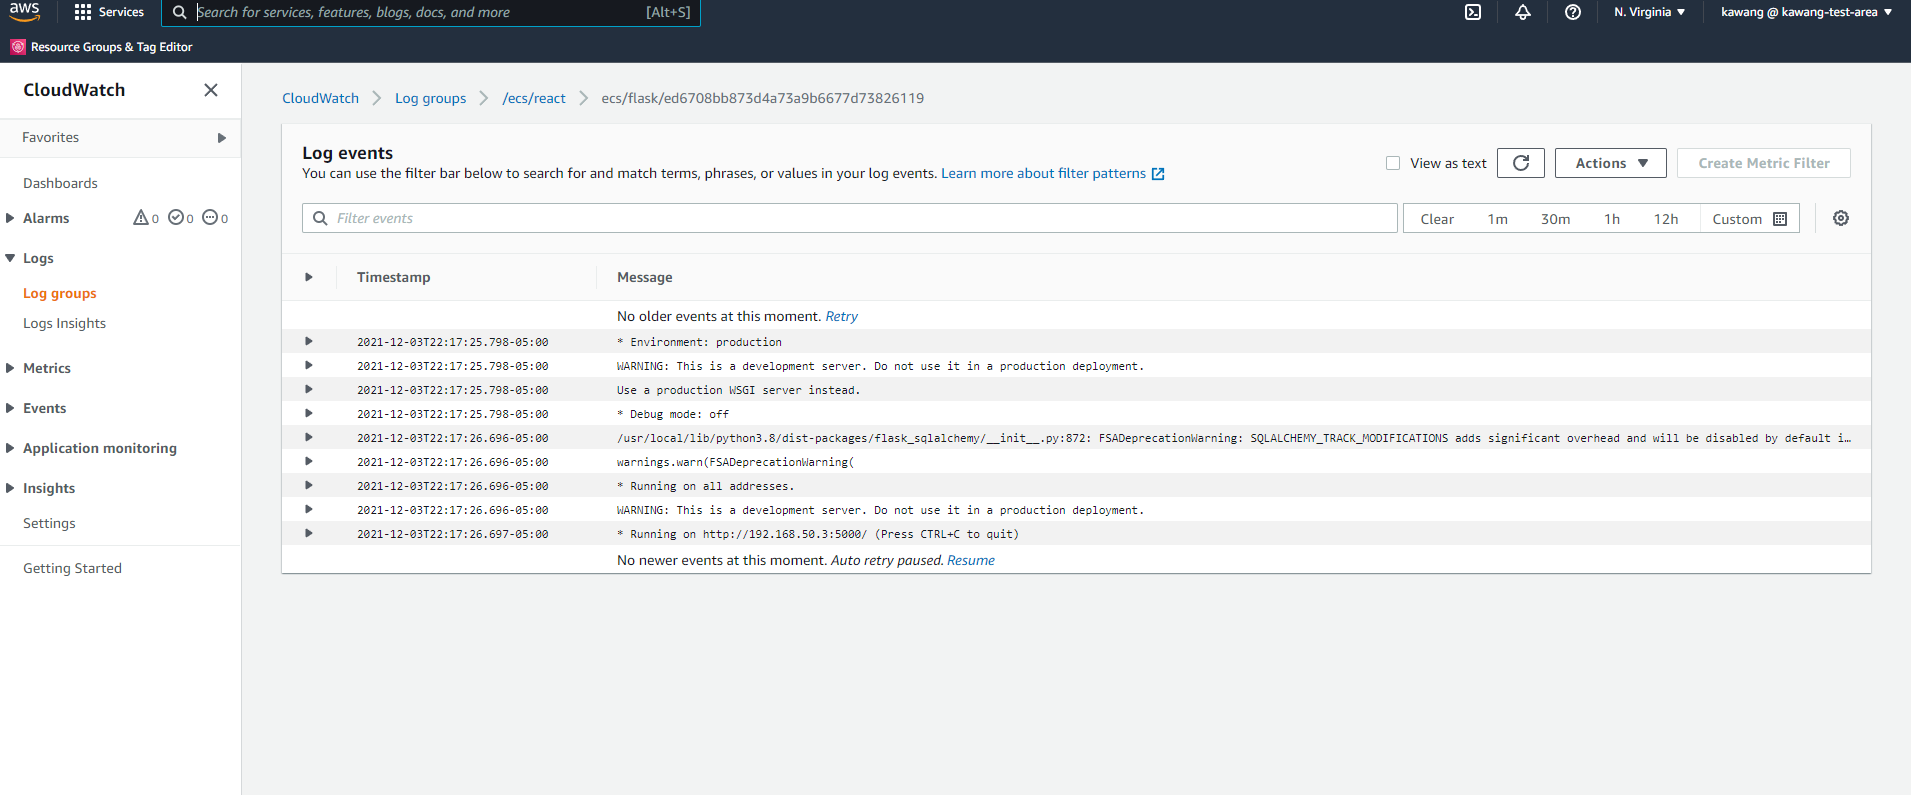 aws Services Search for services, features, blogs, docs, and more [Alt+S] N. Virginia kawang @ kawang-test-area
Resource Groups & Tag Editor
CloudWatch
Favorites
Dashboards
Alarms 0 0 0
Logs
Log groups
Logs Insights
Metrics
Events
Application monitoring
Insights
Settings
Getting Started
CloudWatch Log groups /ecs/react ecs/flask/ed6708bb873d4a73a9b6677d73826119
Log events
You can use the filter bar below to search for and match terms, phrases, or values in your log events. Learn more about filter patterns
View as text Actions Create Metric Filter
Filter events Clear 1m 30m 1h 12h Custom
Timestamp Message
No older events at this moment. Retry
2021-12-03T22:17:25.798-05:00 * Environment: production
2021-12-03T22:17:25.798-05:00 WARNING: This is a development server. Do not use it in a production deployment.
2021-12-03T22:17:25.798-05:00 Use a production WSGI server instead.
2021-12-03T22:17:25.798-05:00 * Debug mode: off
2021-12-03T22:17:26.696-05:00 /usr/local/lib/python3.8/dist-packages/flask_sqlalchemy/__init__.py:872: FSADeprecationWarning: SQLALCHEMY_TRACK_MODIFICATIONS adds significant overhead and will be disabled by default i…
2021-12-03T22:17:26.696-05:00 warnings.warn(FSADeprecationWarning(
2021-12-03T22:17:26.696-05:00 * Running on all addresses.
2021-12-03T22:17:26.696-05:00 WARNING: This is a development server. Do not use it in a production deployment.
2021-12-03T22:17:26.697-05:00 * Running on http://192.168.50.3:5000/ (Press CTRL+C to quit)
No newer events at this moment. Auto retry paused. Resume